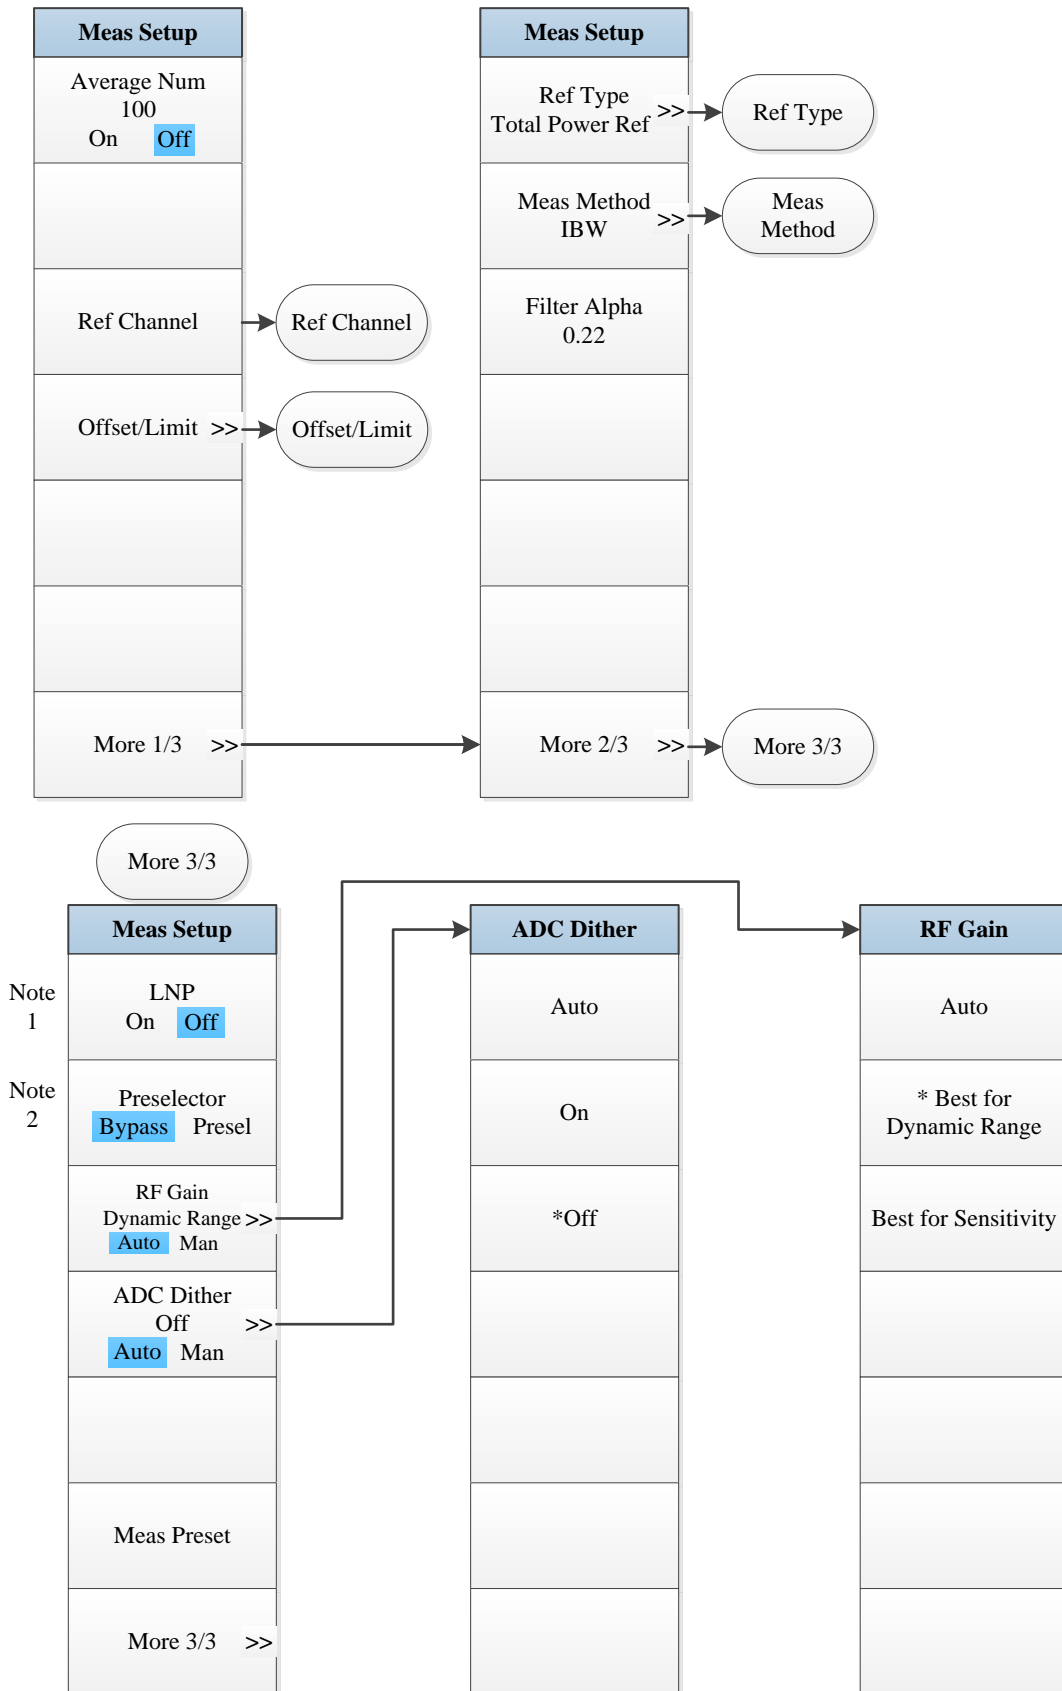 Meas Setup
Average Num
100
On Off
Ref Channel
Ref Channel
Offset/Limit >>
Offset/Limit
More 1/3 >>
Meas Setup
Ref Type
Total Power Ref >>
Ref Type
Meas Method
IBW >>
Meas
Method
Filter Alpha
0.22
More 2/3 >>
More 3/3
More 3/3
Meas Setup
Note
1
LNP
On Off
Note
2
Preselector
Bypass Presel
RF Gain
Dynamic Range >>
Auto Man
ADC Dither
Off >>
Auto Man
Meas Preset
More 3/3 >>
ADC Dither
Auto
On
*Off
RF Gain
Auto
* Best for
Dynamic Range
Best for Sensitivity